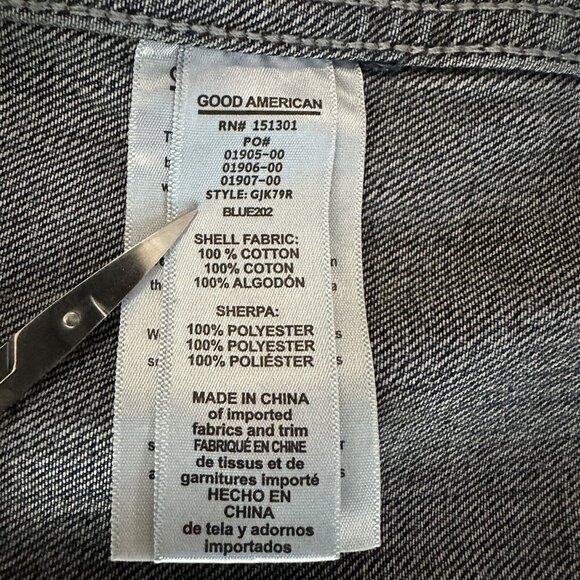 GOOD AMERICAN
RN# 151301
PO#
01905-00
01906-00
01907-00
STYLE: GJK79R
BLUE202
SHELL FABRIC:
100 % COTTON
100% COTON
100% ALGODÓN
SHERPA:
100% POLYESTER
100% POLYESTER
100% POLIÉSTER
MADE IN CHINA
of imported
fabrics and trim
FABRIQUÉ EN CHINE
de tissus et de
garnitures importé
HECHO EN
CHINA
de tela y adornos
importados